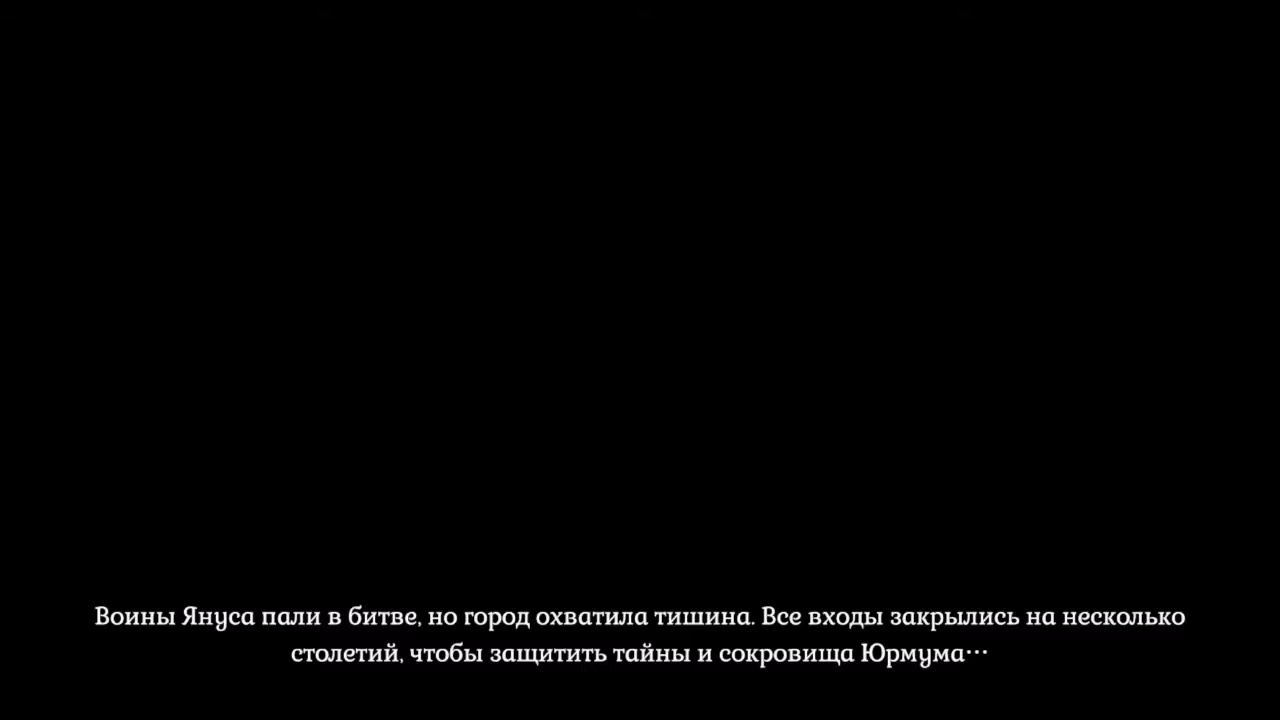 Воины Януса пали в битве, но город охватила тишина. Все входы закрылись на несколько
столетий, чтобы защитить тайны и сокровища Юрмума…